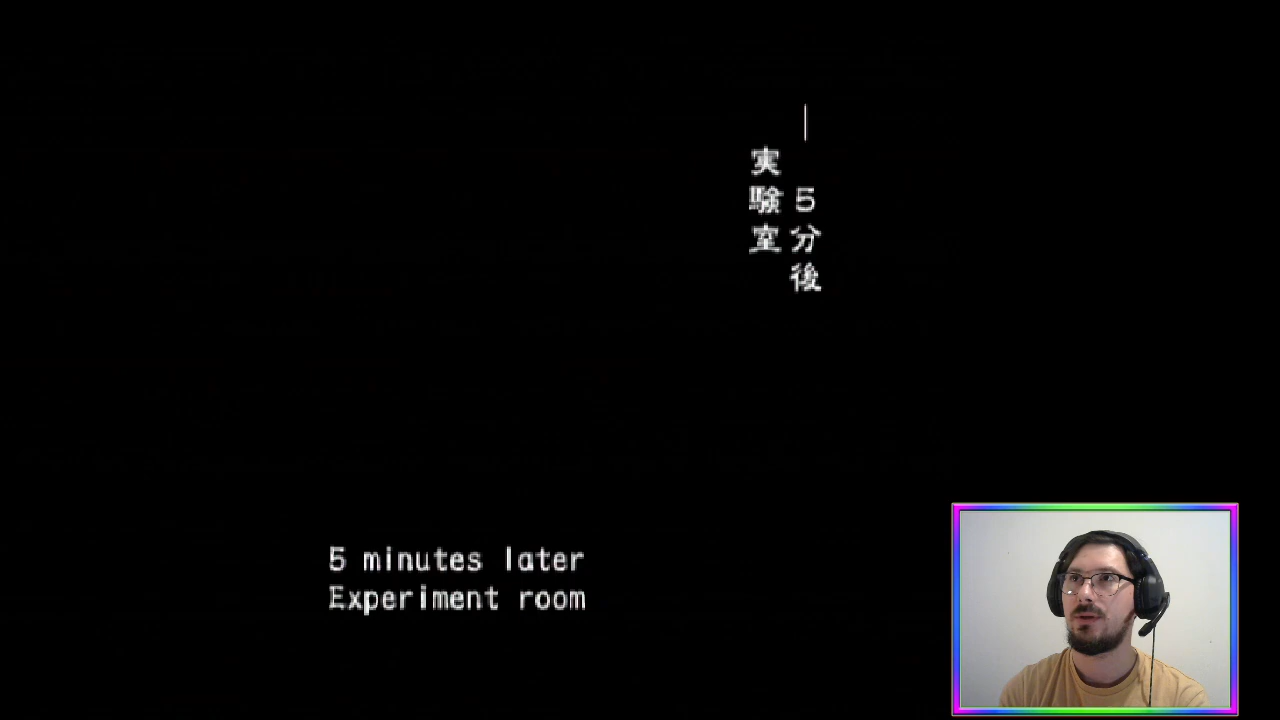 ５分後
実験室
5 minutes later
Experiment room